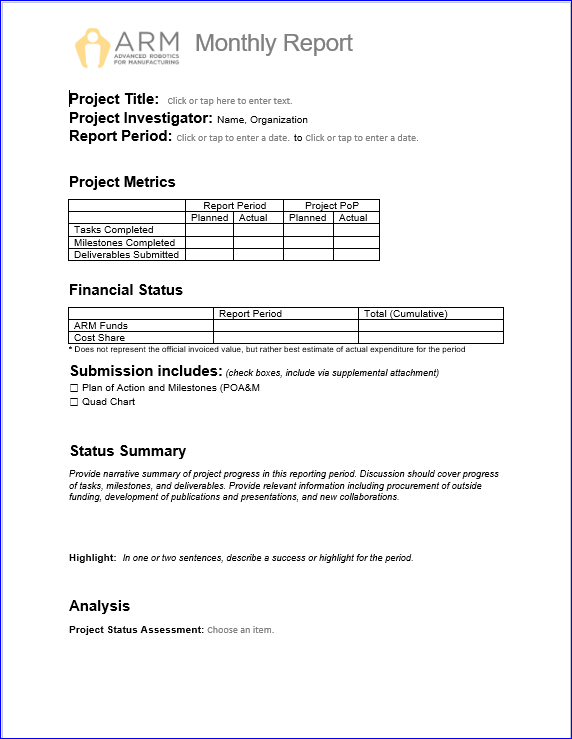 ARM
ADVANCED ROBOTICS
FOR MANUFACTURING
Monthly Report
Project Title: Click or tap here to enter text.
Project Investigator: Name, Organization
Report Period: Click or tap to enter a date. to Click or tap to enter a date.
Project Metrics
Report Period Project PoP
Planned Actual Planned Actual
Tasks Completed
Milestones Completed
Deliverables Submitted
Financial Status
Report Period Total (Cumulative)
ARM Funds
Cost Share
* Does not represent the official invoiced value, but rather best estimate of actual expenditure for the period
Submission includes: (check boxes, include via supplemental attachment)
☐ Plan of Action and Milestones (POA&M
☐ Quad Chart
Status Summary
Provide narrative summary of project progress in this reporting period. Discussion should cover progress
of tasks, milestones, and deliverables. Provide relevant information including procurement of outside
funding, development of publications and presentations, and new collaborations.
Highlight: In one or two sentences, describe a success or highlight for the period.
Analysis
Project Status Assessment: Choose an item.